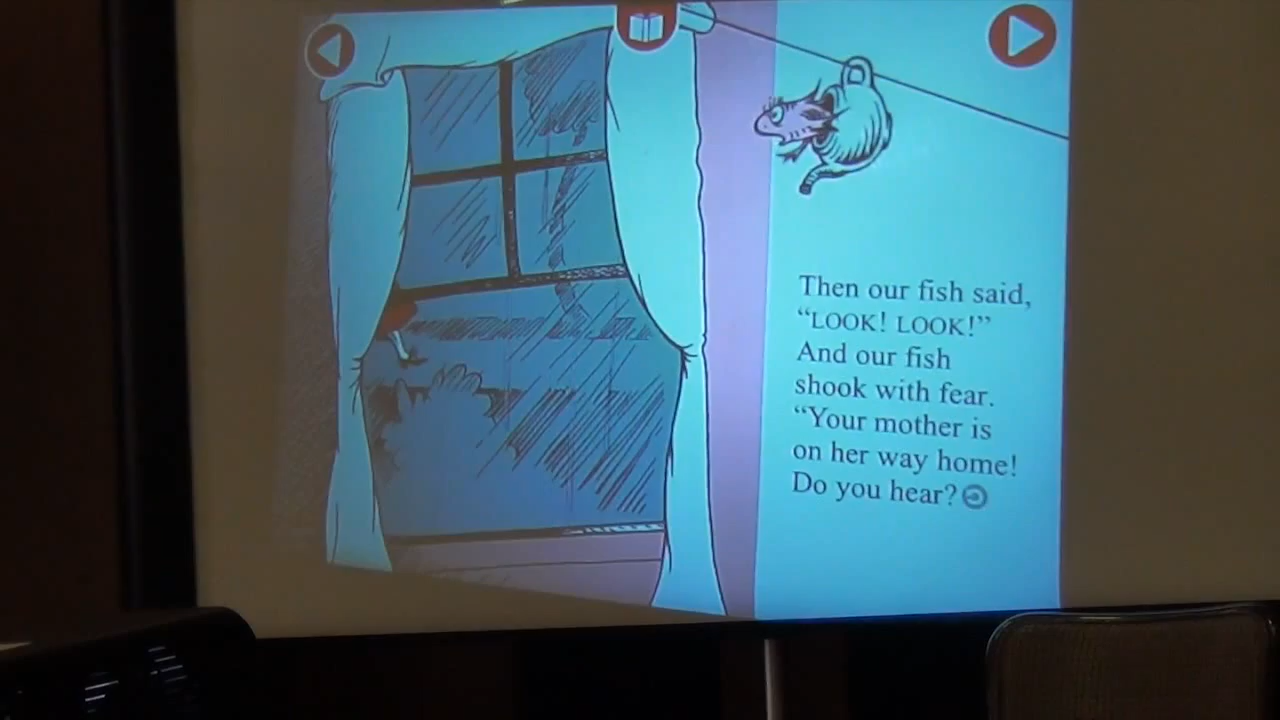 Then our fish said,
“LOOK! LOOK!”
And our fish
shook with fear.
“Your mother is
on her way home!
Do you hear?